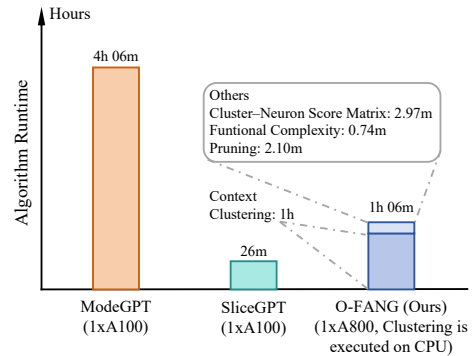 Hours
4h 06m
Others
Cluster–Neuron Score Matrix: 2.97m
Funtional Complexity: 0.74m
Pruning: 2.10m
Algorithm Runtime
Context
Clustering: 1h
1h 06m
26m
ModeGPT
(1xA100)
SliceGPT
(1xA100)
O-FANG (Ours)
(1xA800, Clustering is
executed on CPU)